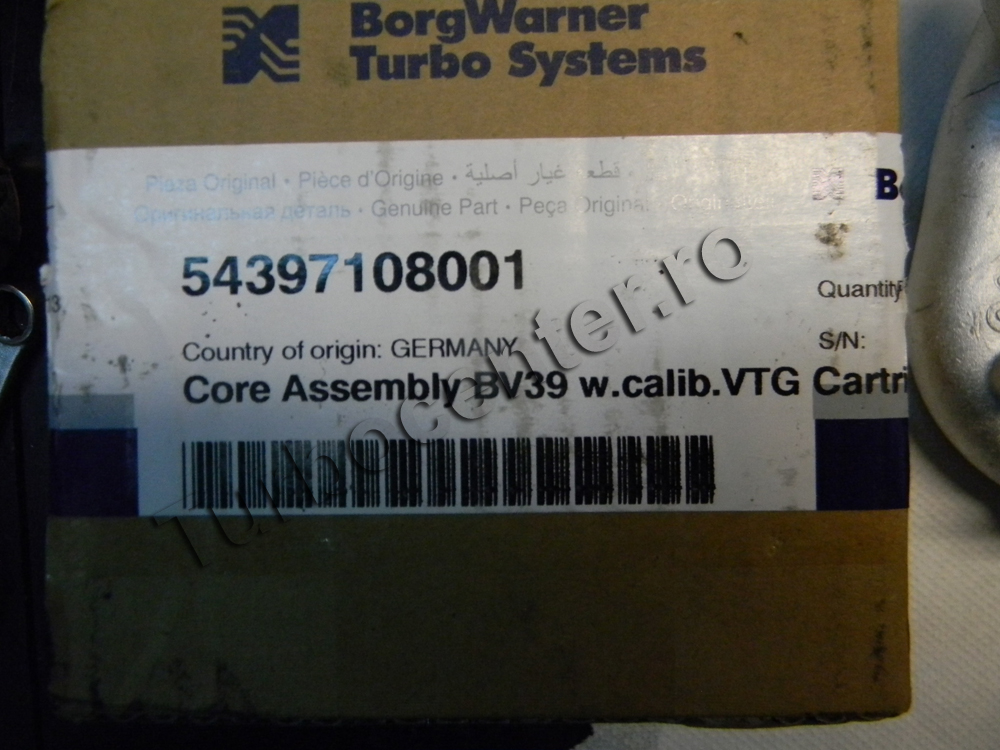 BorgWarner
Turbo Systems
Pieza Original · Pièce d'Origine · قطع غيار أصلية ·
Оригинальная деталь · Genuine Part · Peça Original
54397108001
Quantity
Country of origin: GERMANY
S/N:
Core Assembly BV39 w.calib.VTG Cartri
Turbocenter.ro